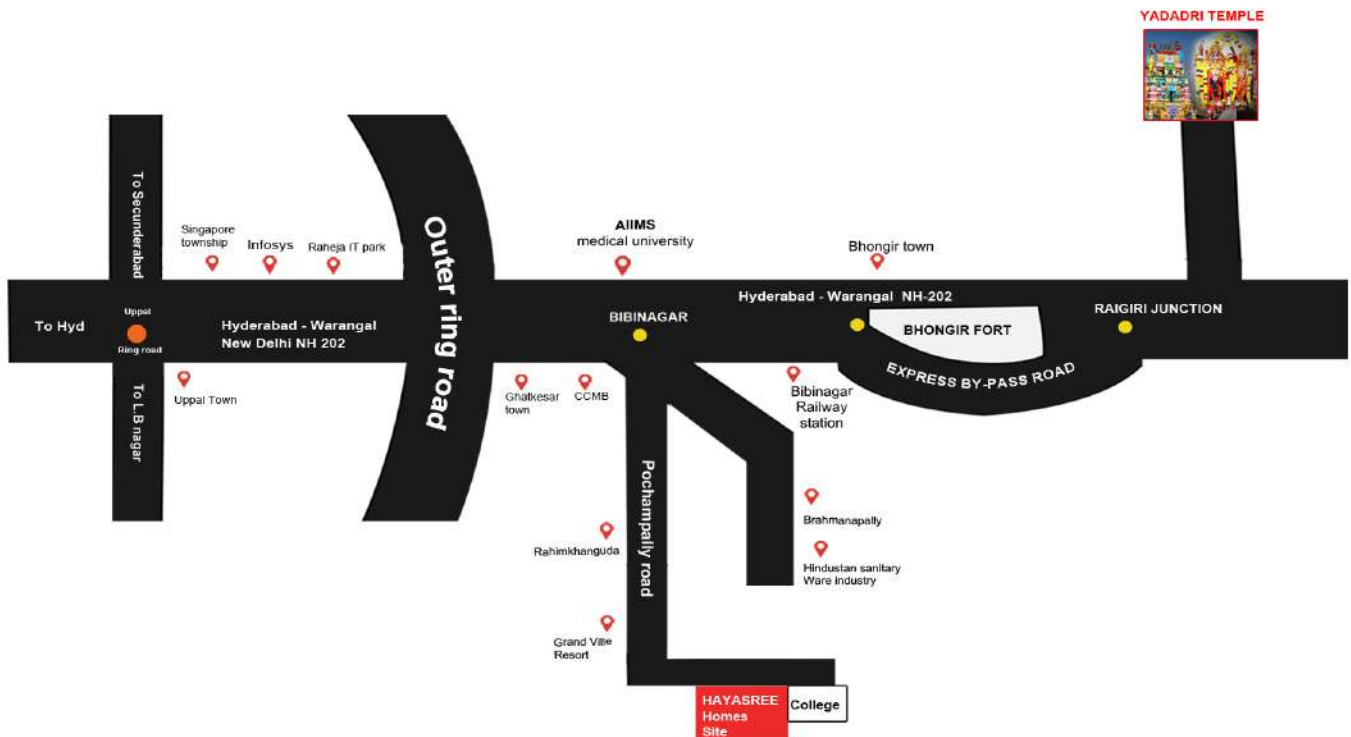 YADADRI TEMPLE
To Secunderabad
Singapore
township
Infosys
Raheja IT park
Outer ring road
AIIMS
medical university
Bhongir town
To Hyd
Uppal
Ring road
Hyderabad - Warangal
New Delhi NH 202
BIBINAGAR
Hyderabad - Warangal NH-202
BHONGIR FORT
RAIGIRI JUNCTION
EXPRESS BY-PASS ROAD
To L.B nagar
Uppal Town
Ghatkesar
town
CCMB
Bibinagar
Railway
station
Pochampally road
Brahmanapally
Rahimkhanguda
Hindustan sanitary
Ware industry
Grand Ville
Resort
HAYASREE
Homes
Site
College